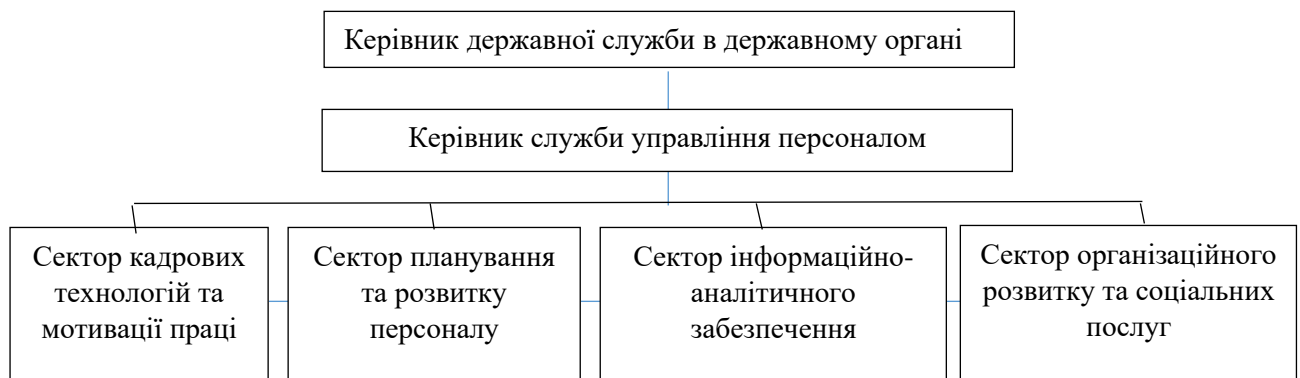 Керівник державної служби в державному органі
Керівник служби управління персоналом
Сектор кадрових
технологій та
мотивації праці
Сектор планування
та розвитку
персоналу
Сектор інформаційно-
аналітичного
забезпечення
Сектор організаційного
розвитку та соціальних
послуг